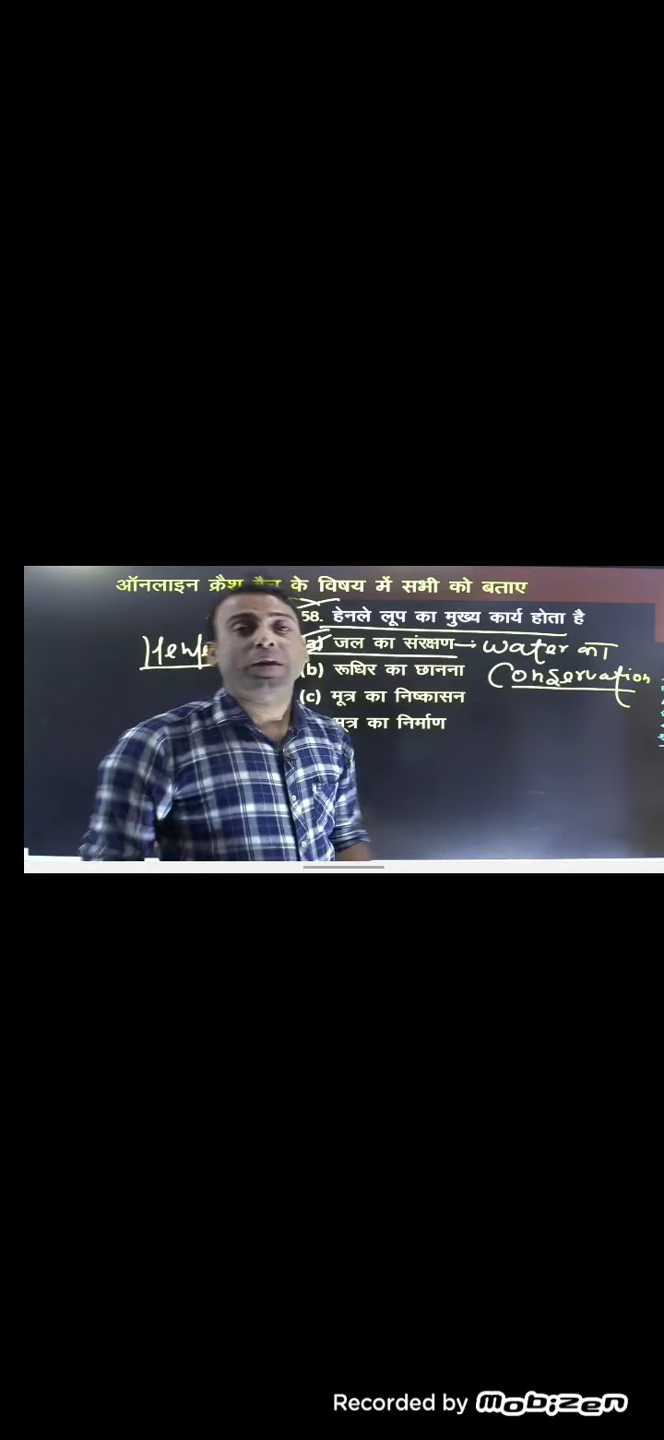 ऑनलाइन क्रैश बैच के विषय में सभी को बताए
58. हेनले लूप का मुख्य कार्य होता है
(a) जल का संरक्षण → Water का
Conservation
(b) रूधिर का छानना
(c) मूत्र का निष्कासन
मूत्र का निर्माण
Recorded by mobizen